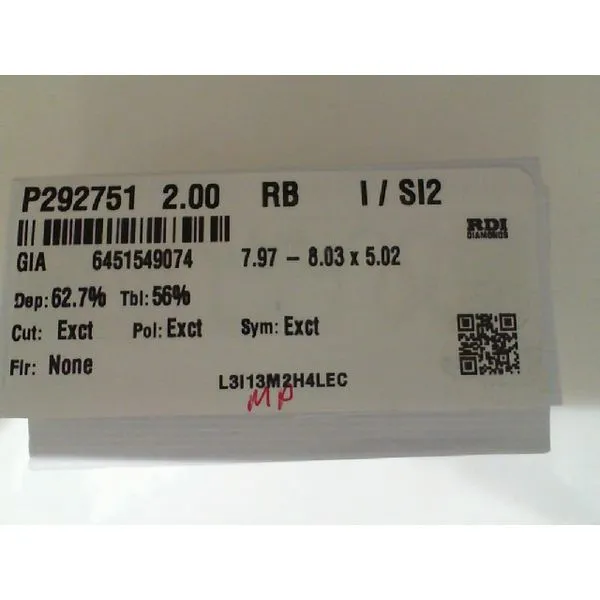 P292751 2.00 RB I / SI2
RDI
DIAMONDS
GIA 6451549074 7.97 – 8.03 x 5.02
Dep: 62.7% Tbl: 56%
Cut: Exct Pol: Exct Sym: Exct
Flr: None
L3I13M2H4LEC
MP